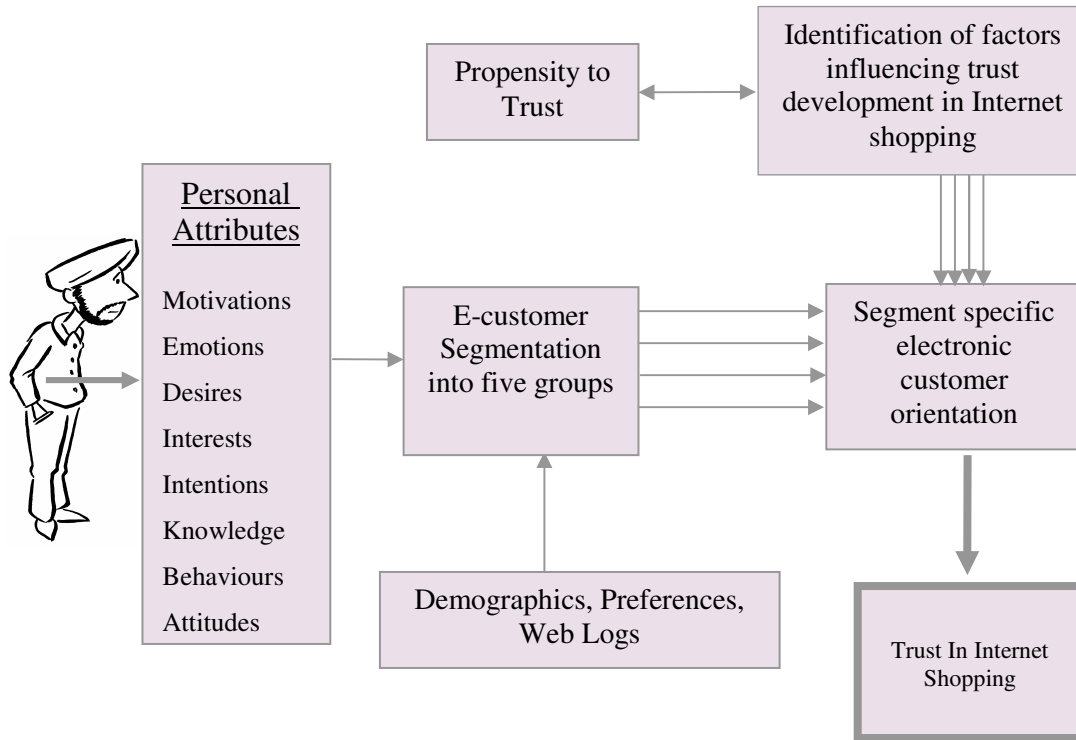 Identification of factors
influencing trust
development in Internet
shopping
Propensity to
Trust
Personal
Attributes
Motivations
Emotions
Desires
Interests
Intentions
Knowledge
Behaviours
Attitudes
E-customer
Segmentation
into five groups
Segment specific
electronic
customer
orientation
Demographics, Preferences,
Web Logs
Trust In Internet
Shopping